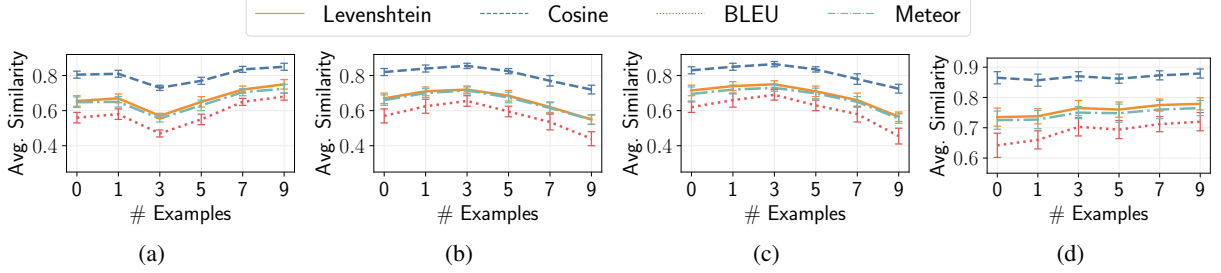 Levenshtein Cosine BLEU Meteor
Avg. Similarity
0.8
0.6
0.4
0 1 3 5 7 9
# Examples
(a)
Avg. Similarity
0.8
0.6
0.4
0 1 3 5 7 9
# Examples
(b)
Avg. Similarity
0.8
0.6
0.4
0 1 3 5 7 9
# Examples
(c)
Avg. Similarity
0.9
0.8
0.7
0.6
0 1 3 5 7 9
# Examples
(d)